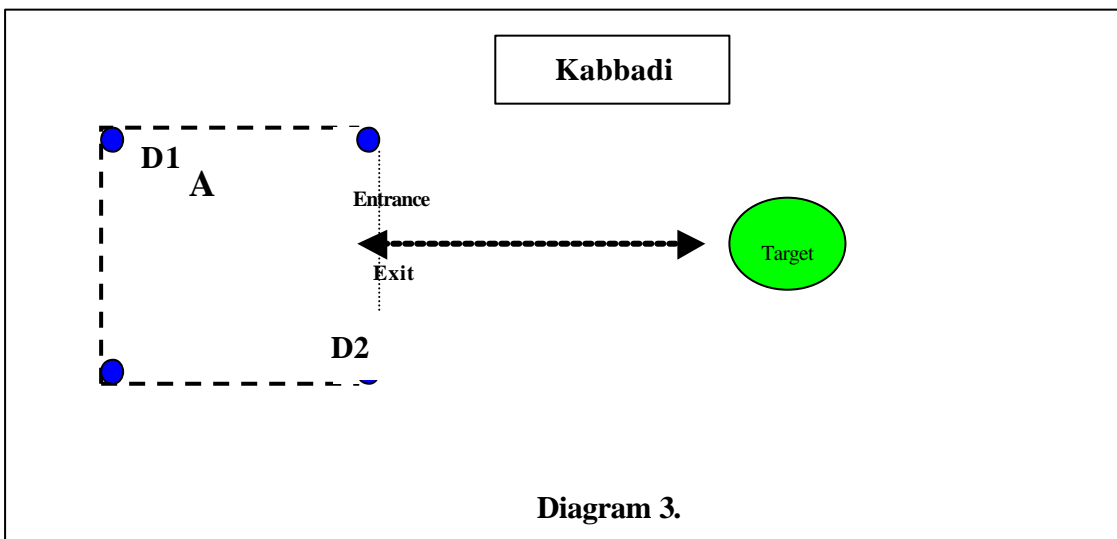 Kabbadi
D1
A
Entrance
Exit
Target
D2
Diagram 3.